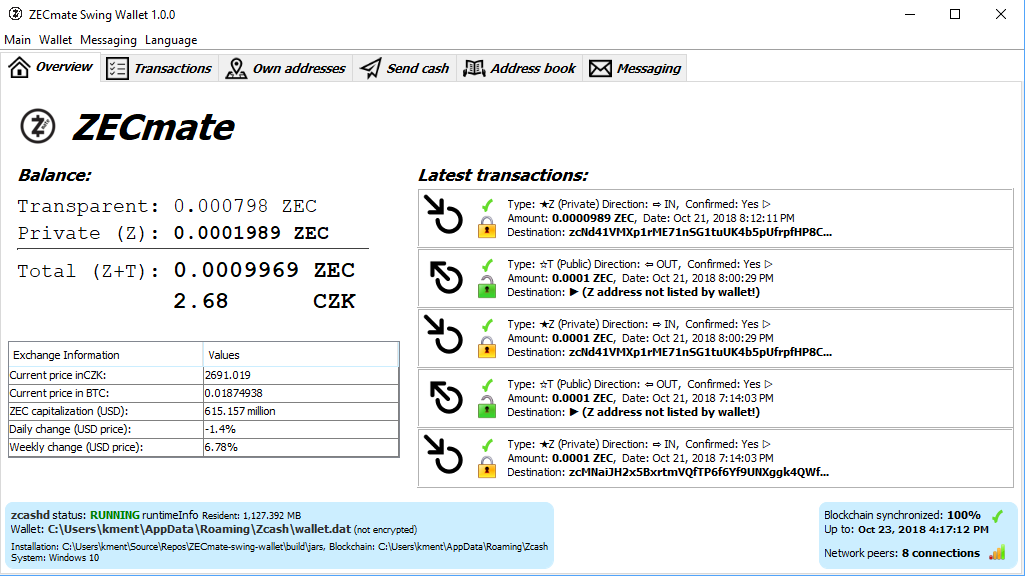 ZECmate Swing Wallet 1.0.0
Main Wallet Messaging Language
Overview Transactions Own addresses Send cash Address book Messaging
ZECmate
Balance:
Transparent: 0.000798 ZEC
Private (Z): 0.0001989 ZEC
Total (Z+T): 0.0009969 ZEC
2.68 CZK
Exchange Information Values
Current price inCZK: 2691.019
Current price in BTC: 0.01874938
ZEC capitalization (USD): 615.157 million
Daily change (USD price): -1.4%
Weekly change (USD price): 6.78%
Latest transactions:
Type: ★Z (Private) Direction: ⇨ IN, Confirmed: Yes ▷
Amount: 0.0000989 ZEC, Date: Oct 21, 2018 8:12:11 PM
Destination: zcNd41VMXp1rME71nSG1tuUK4b5pUfrpfHP8C...
Type: ☆T (Public) Direction: ⇦ OUT, Confirmed: Yes ▷
Amount: 0.0001 ZEC, Date: Oct 21, 2018 8:00:29 PM
Destination: ▶ (Z address not listed by wallet!)
Type: ★Z (Private) Direction: ⇨ IN, Confirmed: Yes ▷
Amount: 0.0001 ZEC, Date: Oct 21, 2018 8:00:29 PM
Destination: zcNd41VMXp1rME71nSG1tuUK4b5pUfrpfHP8C...
Type: ☆T (Public) Direction: ⇦ OUT, Confirmed: Yes ▷
Amount: 0.0001 ZEC, Date: Oct 21, 2018 7:14:03 PM
Destination: ▶ (Z address not listed by wallet!)
Type: ★Z (Private) Direction: ⇨ IN, Confirmed: Yes ▷
Amount: 0.0001 ZEC, Date: Oct 21, 2018 7:14:03 PM
Destination: zcMNaiJH2x5BxrtmVQfTP6f6Yf9UNXggk4QWf...
zcashd status: RUNNING runtimeInfo Resident: 1,127.392 MB
Wallet: C:\Users\kment\AppData\Roaming\Zcash\wallet.dat (not encrypted)
Installation: C:\Users\kment\Source\Repos\ZECmate-swing-wallet\build\jars, Blockchain: C:\Users\kment\AppData\Roaming\Zcash
System: Windows 10
Blockchain synchronized: 100%
Up to: Oct 23, 2018 4:17:12 PM
Network peers: 8 connections